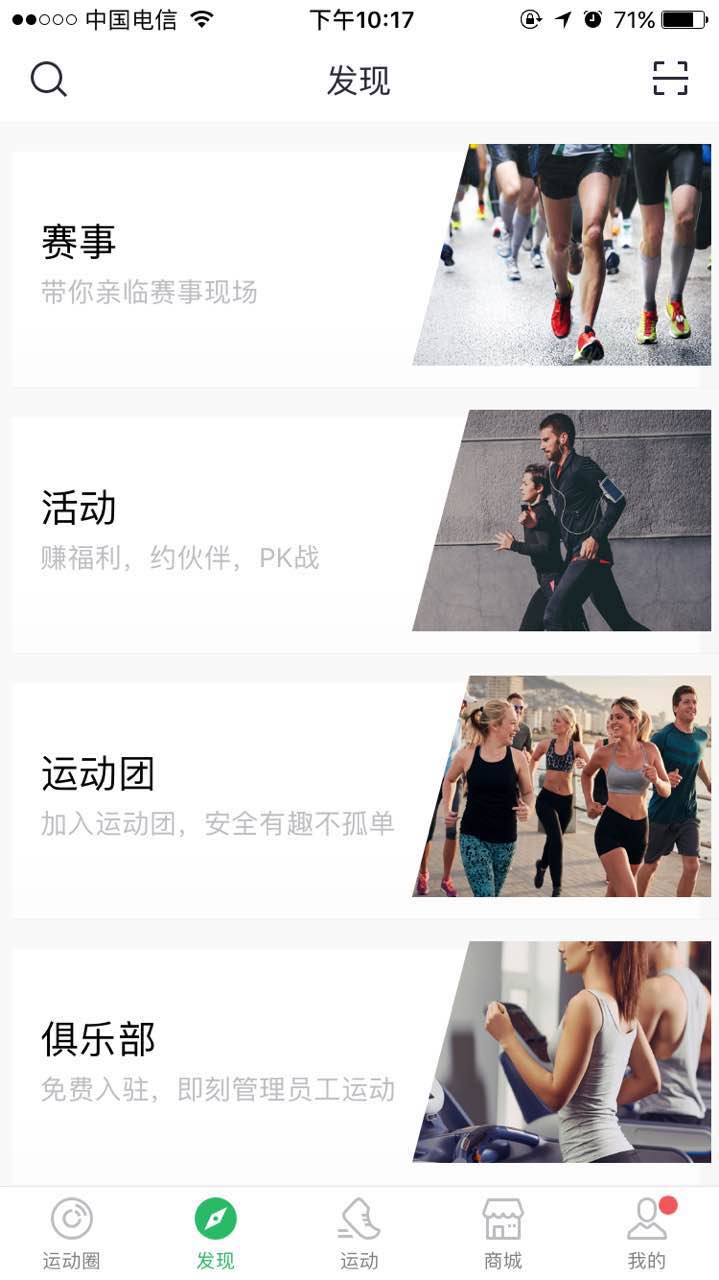 中国电信 下午10:17 71%
发现
赛事
带你亲临赛事现场
活动
赚福利，约伙伴，PK战
运动团
加入运动团，安全有趣不孤单
俱乐部
免费入驻，即刻管理员工运动
运动圈 发现 运动 商城 我的